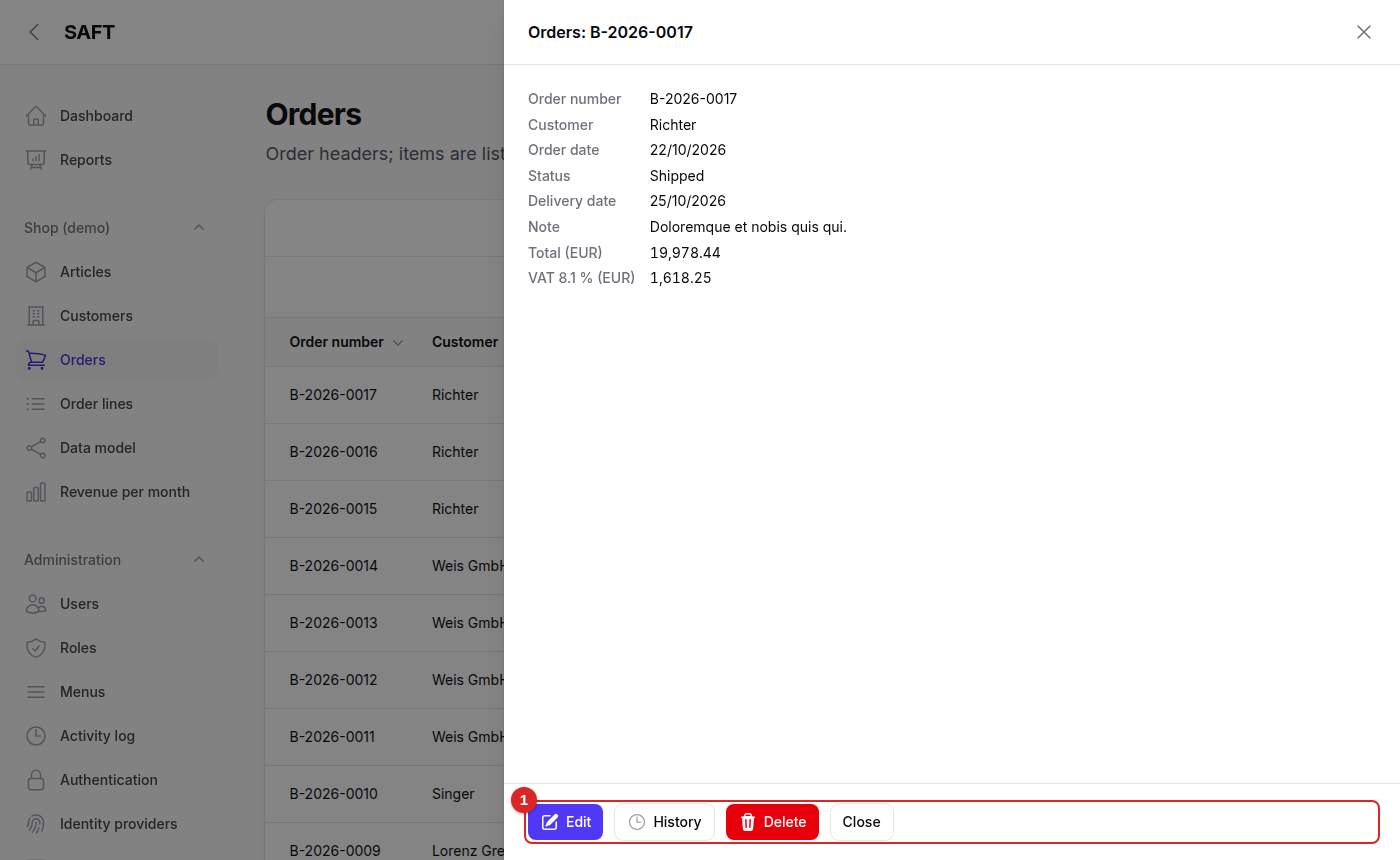 SAFT
Dashboard
Reports
Shop (demo)
Articles
Customers
Orders
Order lines
Data model
Revenue per month
Administration
Users
Roles
Menus
Activity log
Authentication
Identity providers
Orders
Order headers; items are list
Order number Customer
B-2026-0017 Richter
B-2026-0016 Richter
B-2026-0015 Richter
B-2026-0014 Weis GmbH
B-2026-0013 Weis GmbH
B-2026-0012 Weis GmbH
B-2026-0011 Weis GmbH
B-2026-0010 Singer
B-2026-0009 Lorenz Gre
Orders: B-2026-0017
Order number B-2026-0017
Customer Richter
Order date 22/10/2026
Status Shipped
Delivery date 25/10/2026
Note Doloremque et nobis quis qui.
Total (EUR) 19,978.44
VAT 8.1 % (EUR) 1,618.25
1
Edit History Delete Close